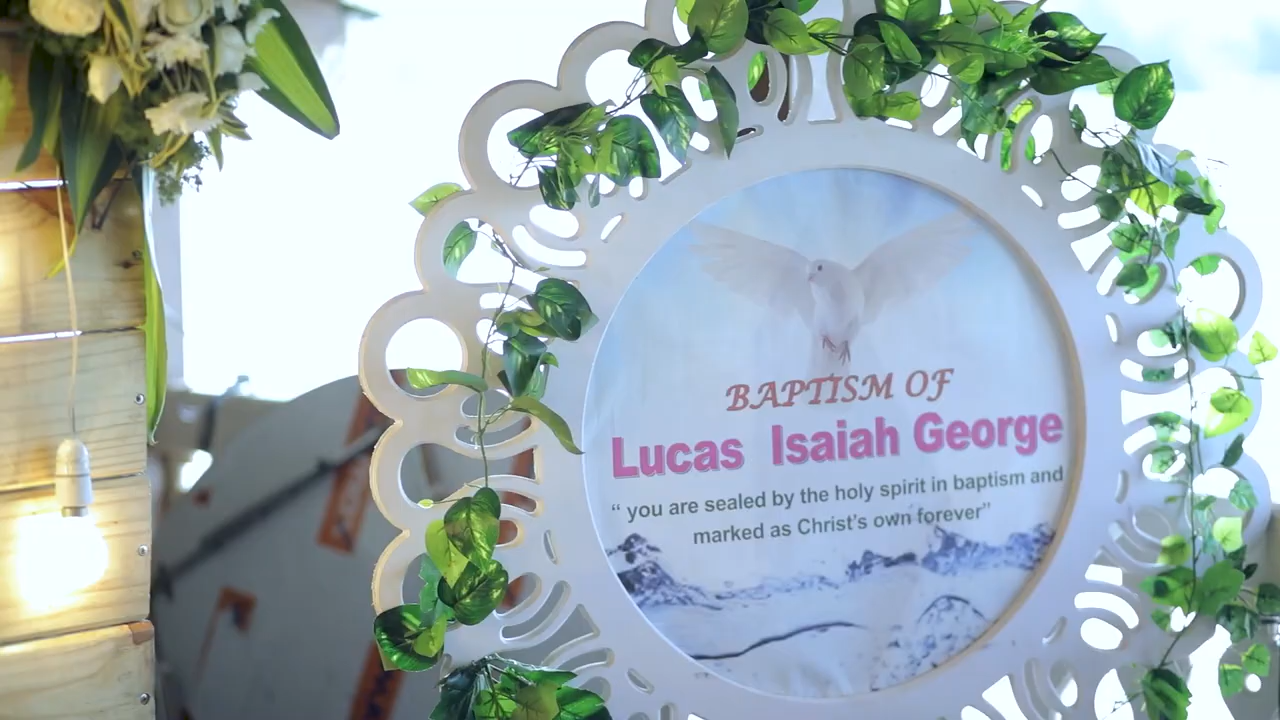 BAPTISM OF
Lucas Isaiah George
“ you are sealed by the holy spirit in baptism and
marked as Christ's own forever”